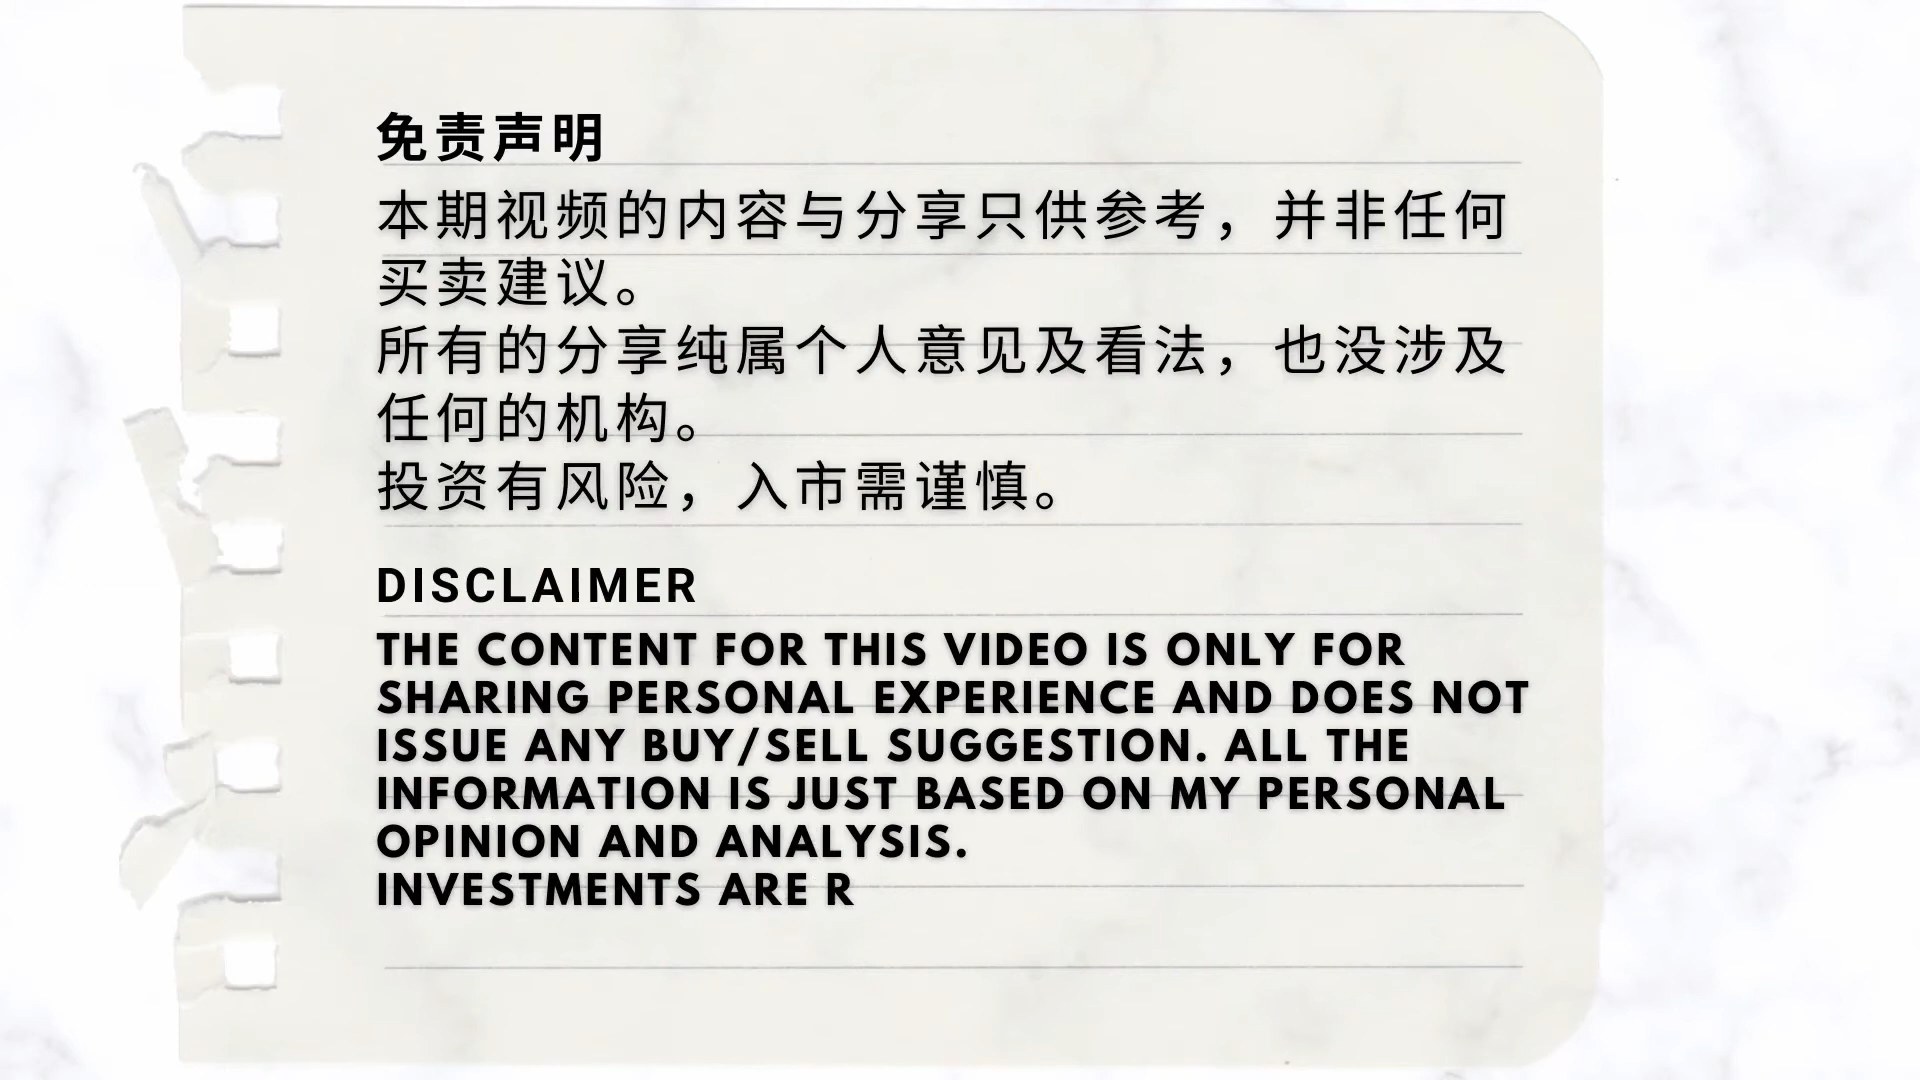 免责声明
本期视频的内容与分享只供参考，并非任何
买卖建议。
所有的分享纯属个人意见及看法，也没涉及
任何的机构。
投资有风险，入市需谨慎。
DISCLAIMER
THE CONTENT FOR THIS VIDEO IS ONLY FOR
SHARING PERSONAL EXPERIENCE AND DOES NOT
ISSUE ANY BUY/SELL SUGGESTION. ALL THE
INFORMATION IS JUST BASED ON MY PERSONAL
OPINION AND ANALYSIS.
INVESTMENTS ARE R